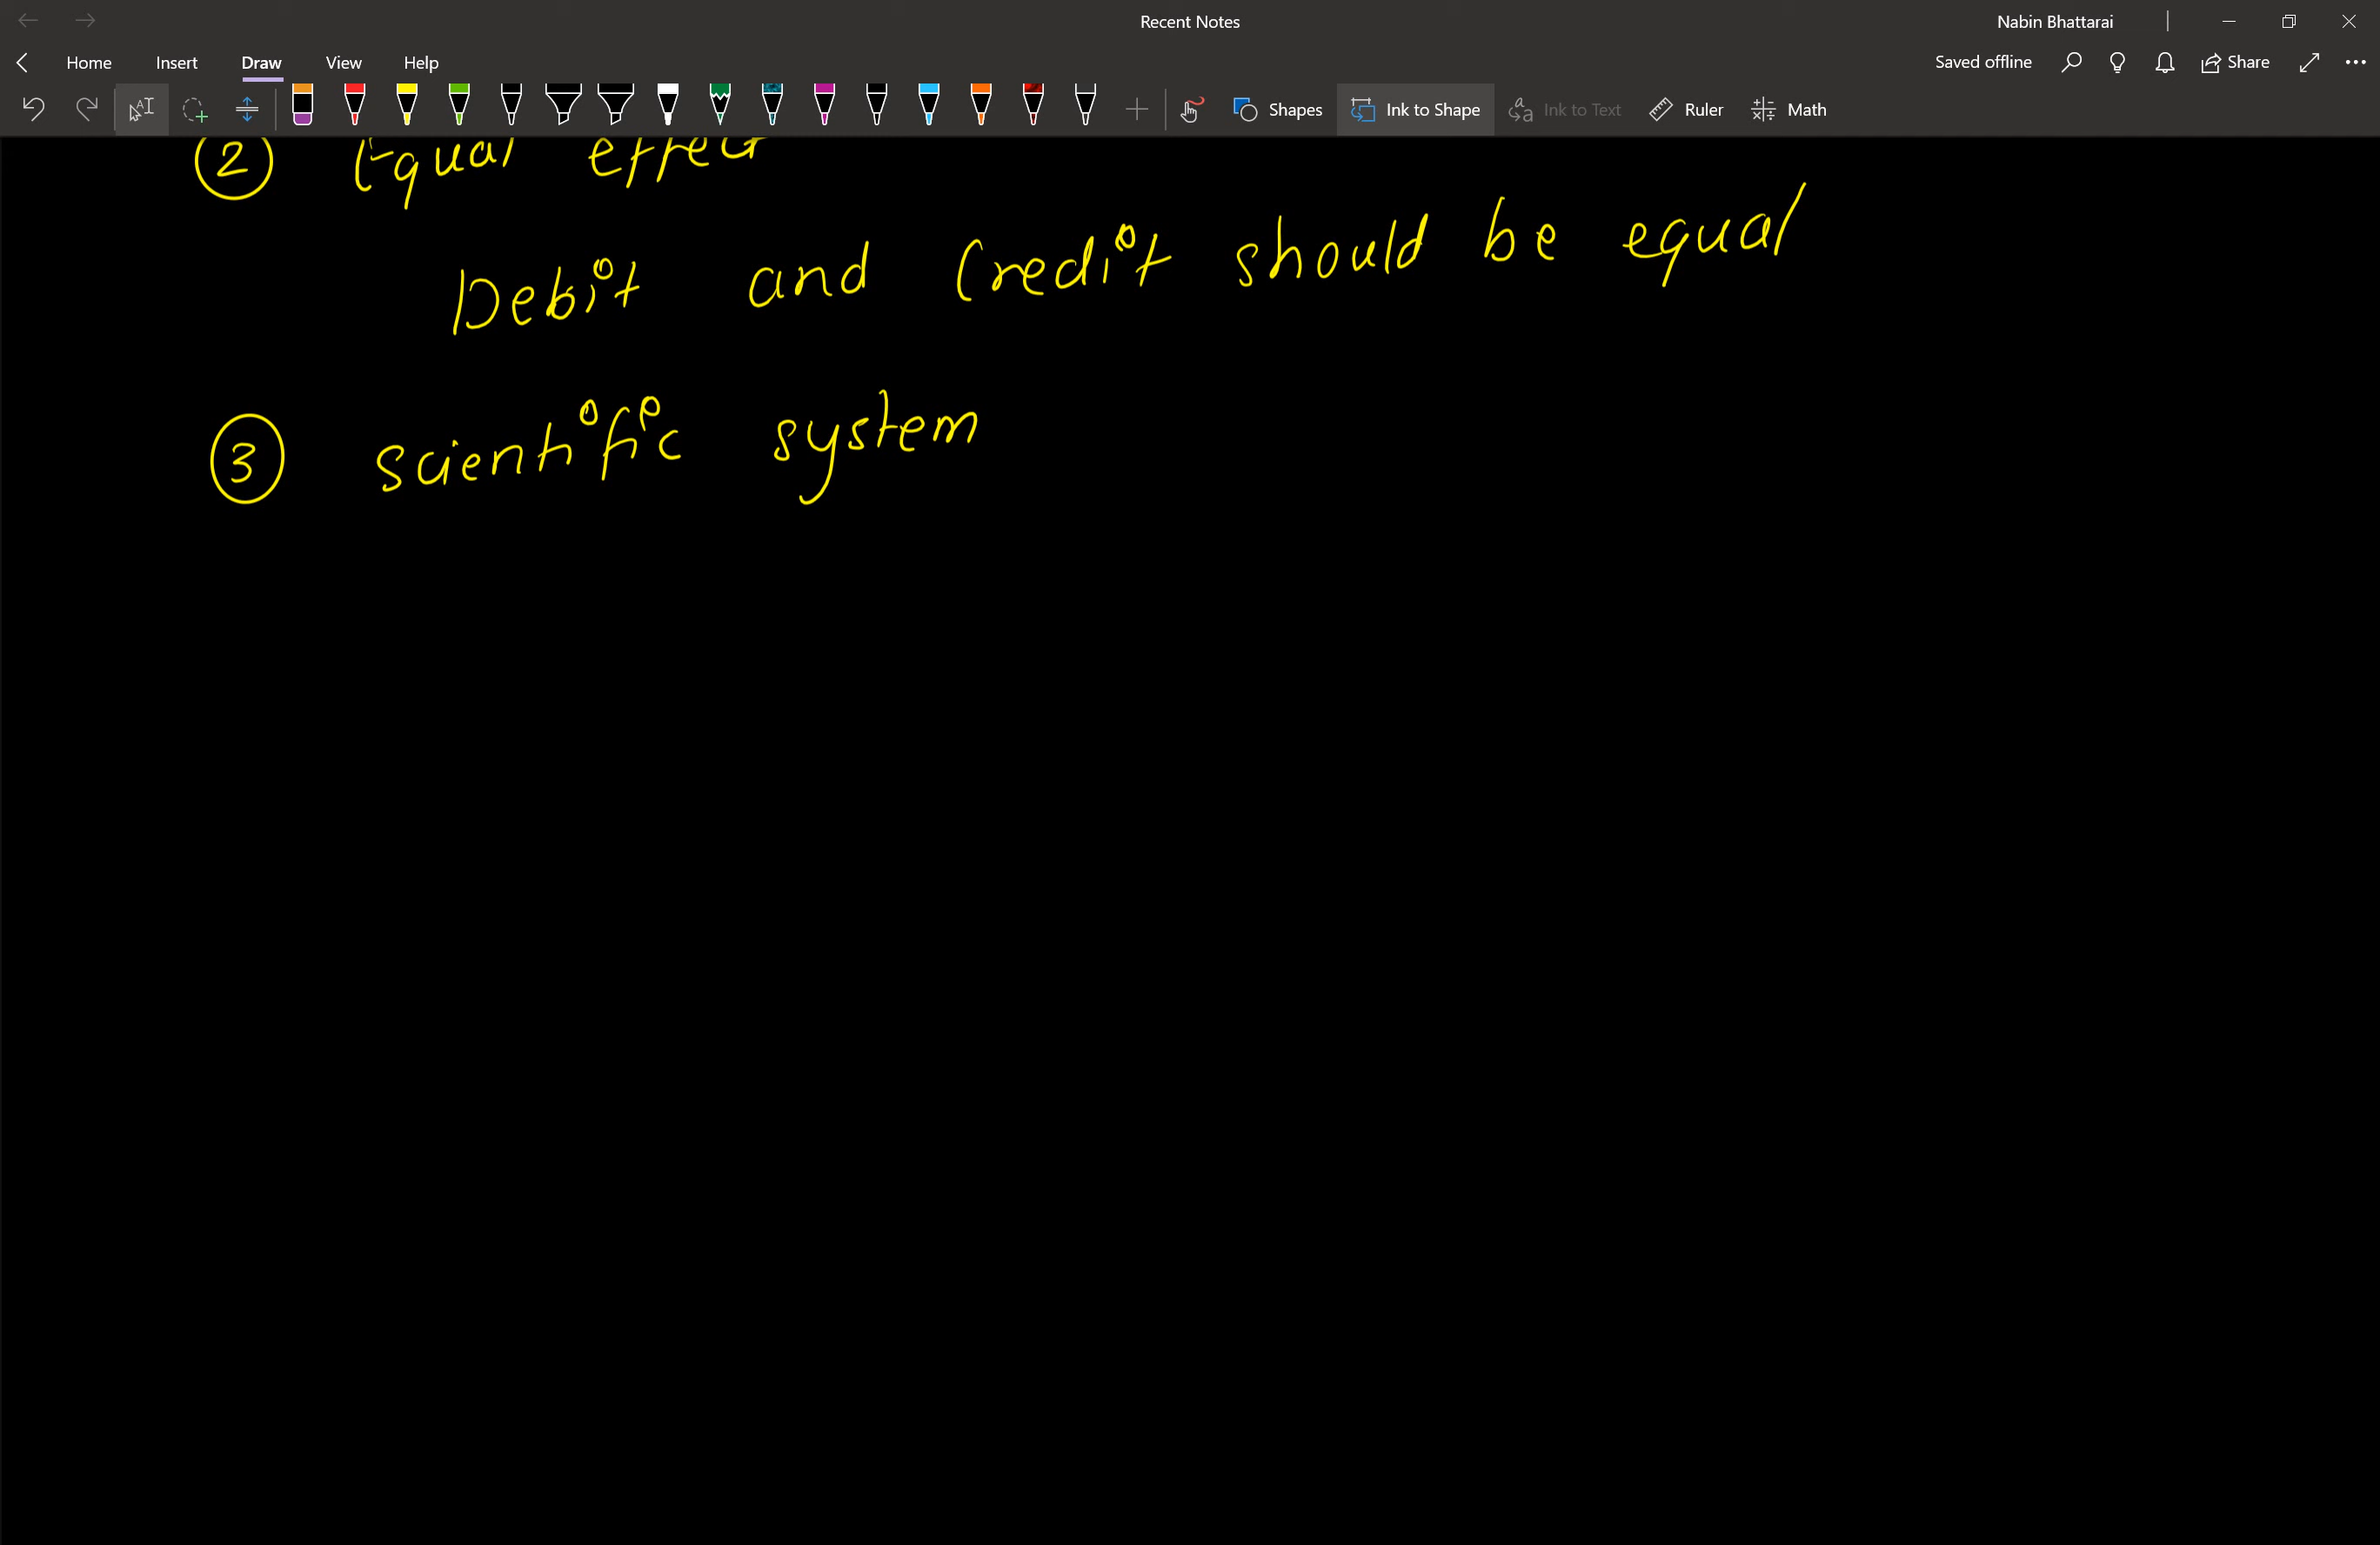 Recent Notes
Nabin Bhattarai
Home Insert Draw View Help
Saved offline
Share
Shapes Ink to Shape Ink to Text Ruler Math
2 Equal effect
Debit and Credit should be equal
3 scientific system